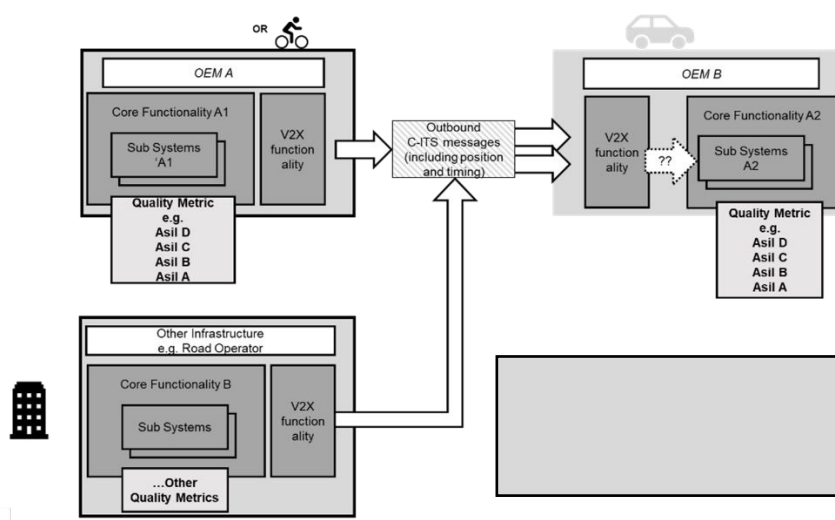 OR
OEM A
Core Functionality A1
Sub Systems
‘A1
V2X
function
ality
Quality Metric
e.g.
Asil D
Asil C
Asil B
Asil A
Outbound
C-ITS messages
(including position
and timing)
OEM B
V2X
function
ality
??
Core Functionality A2
Sub Systems
A2
Quality Metric
e.g.
Asil D
Asil C
Asil B
Asil A
Other Infrastructure
e.g. Road Operator
Core Functionality B
Sub Systems
V2X
function
ality
...Other
Quality Metrics